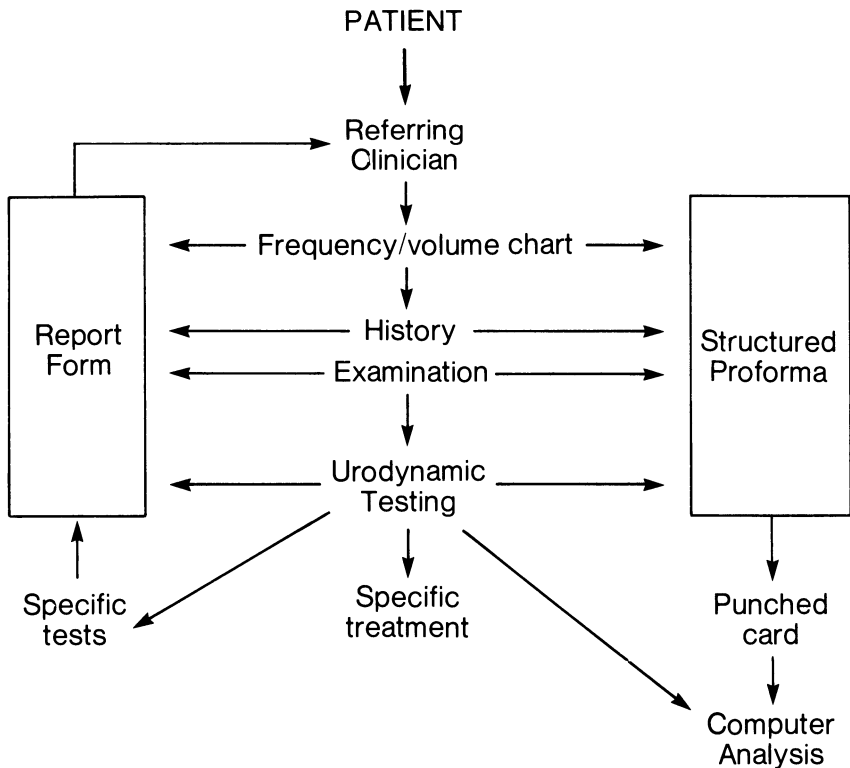 PATIENT
Referring
Clinician
Frequency/volume chart
Report
Form
History
Examination
Structured
Proforma
Urodynamic
Testing
Specific
tests
Specific
treatment
Punched
card
Computer
Analysis